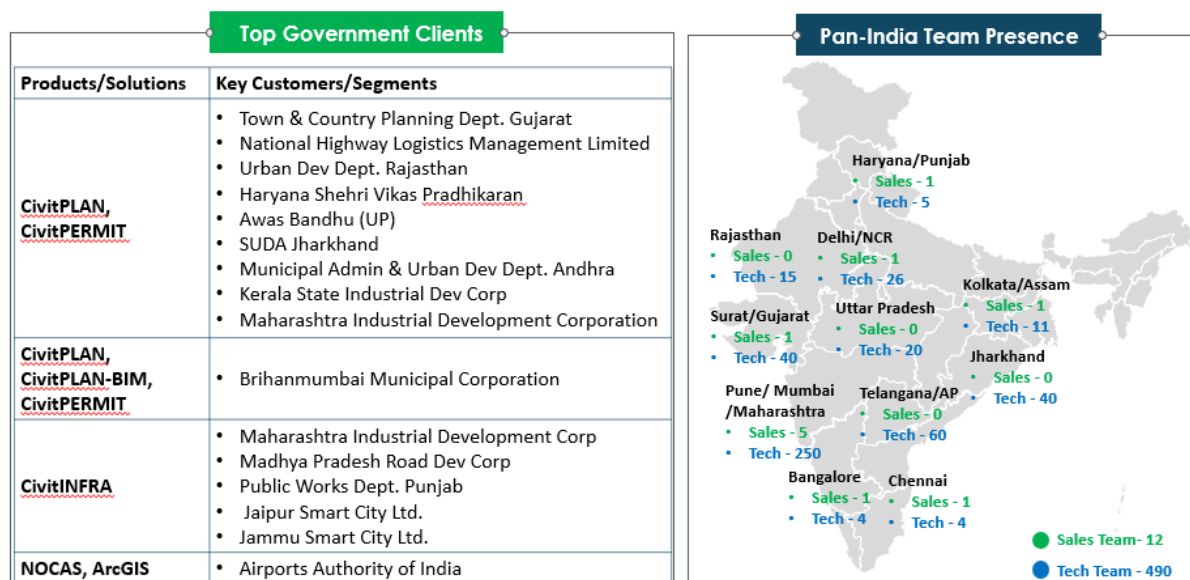 Top Government Clients
Products/Solutions
Key Customers/Segments
CivitPLAN,
CivitPERMIT
• Town & Country Planning Dept. Gujarat
• National Highway Logistics Management Limited
• Urban Dev Dept. Rajasthan
• Haryana Shehri Vikas Pradhikaran
• Awas Bandhu (UP)
• SUDA Jharkhand
• Municipal Admin & Urban Dev Dept. Andhra
• Kerala State Industrial Dev Corp
• Maharashtra Industrial Development Corporation
CivitPLAN,
CivitPLAN-BIM,
CivitPERMIT
• Brihanmumbai Municipal Corporation
CivitINFRA
• Maharashtra Industrial Development Corp
• Madhya Pradesh Road Dev Corp
• Public Works Dept. Punjab
• Jaipur Smart City Ltd.
• Jammu Smart City Ltd.
NOCAS, ArcGIS
• Airports Authority of India
Pan-India Team Presence
Haryana/Punjab
• Sales - 1
• Tech - 5
Rajasthan
• Sales - 0
• Tech - 15
Delhi/NCR
• Sales - 1
• Tech - 26
Kolkata/Assam
• Sales - 1
• Tech - 11
Surat/Gujarat
• Sales - 1
• Tech - 40
Uttar Pradesh
• Sales - 0
• Tech - 20
Jharkhand
• Sales - 0
• Tech - 40
Pune/ Mumbai
/Maharashtra
• Sales - 5
• Tech - 250
Telangana/AP
• Sales - 0
• Tech - 60
Bangalore
• Sales - 1
• Tech - 4
Chennai
• Sales - 1
• Tech - 4
Sales Team- 12
Tech Team - 490